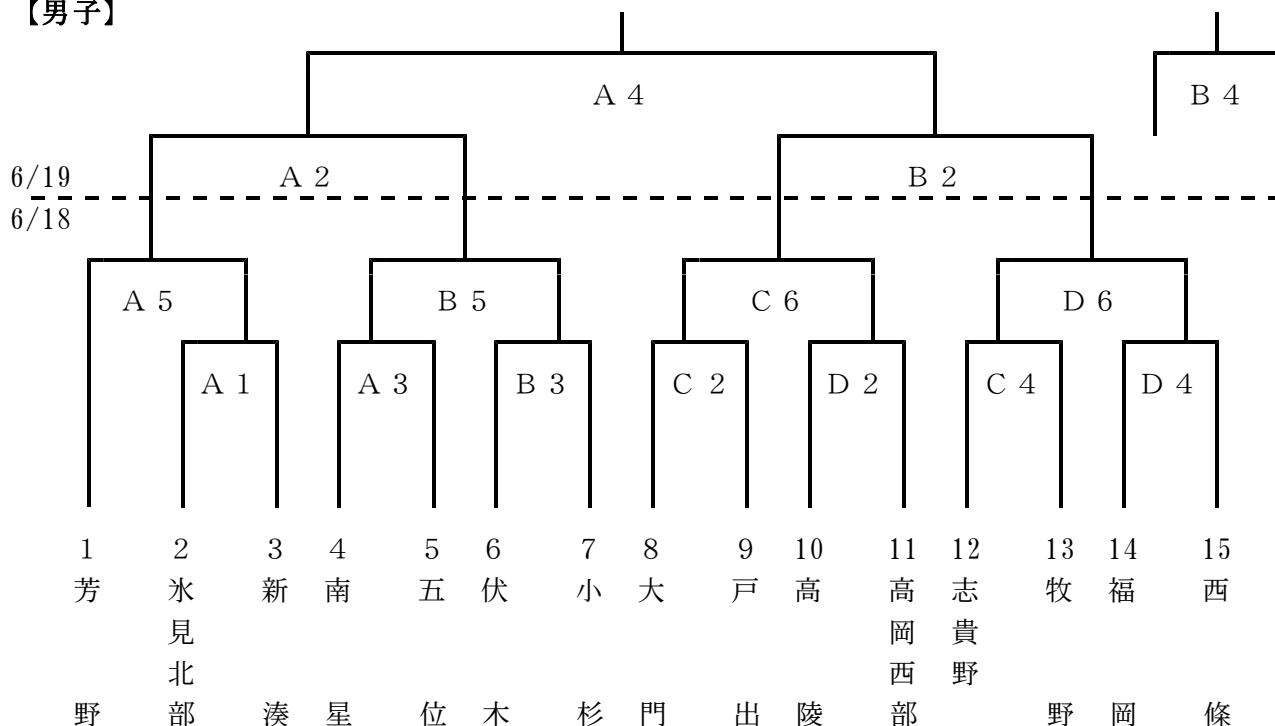 【男子】
A 4
B 4
6/19
A 2
B 2
6/18
A 5
B 5
C 6
D 6
A 1
A 3
B 3
C 2
D 2
C 4
D 4
1 2 3 4 5 6 7 8 9 10 11 12 13 14 15
芳野
氷見北部
新湊
南星
五位
伏木
小杉
大門
戸出
高陵
高岡西部
志貴野
牧野
福岡
西條